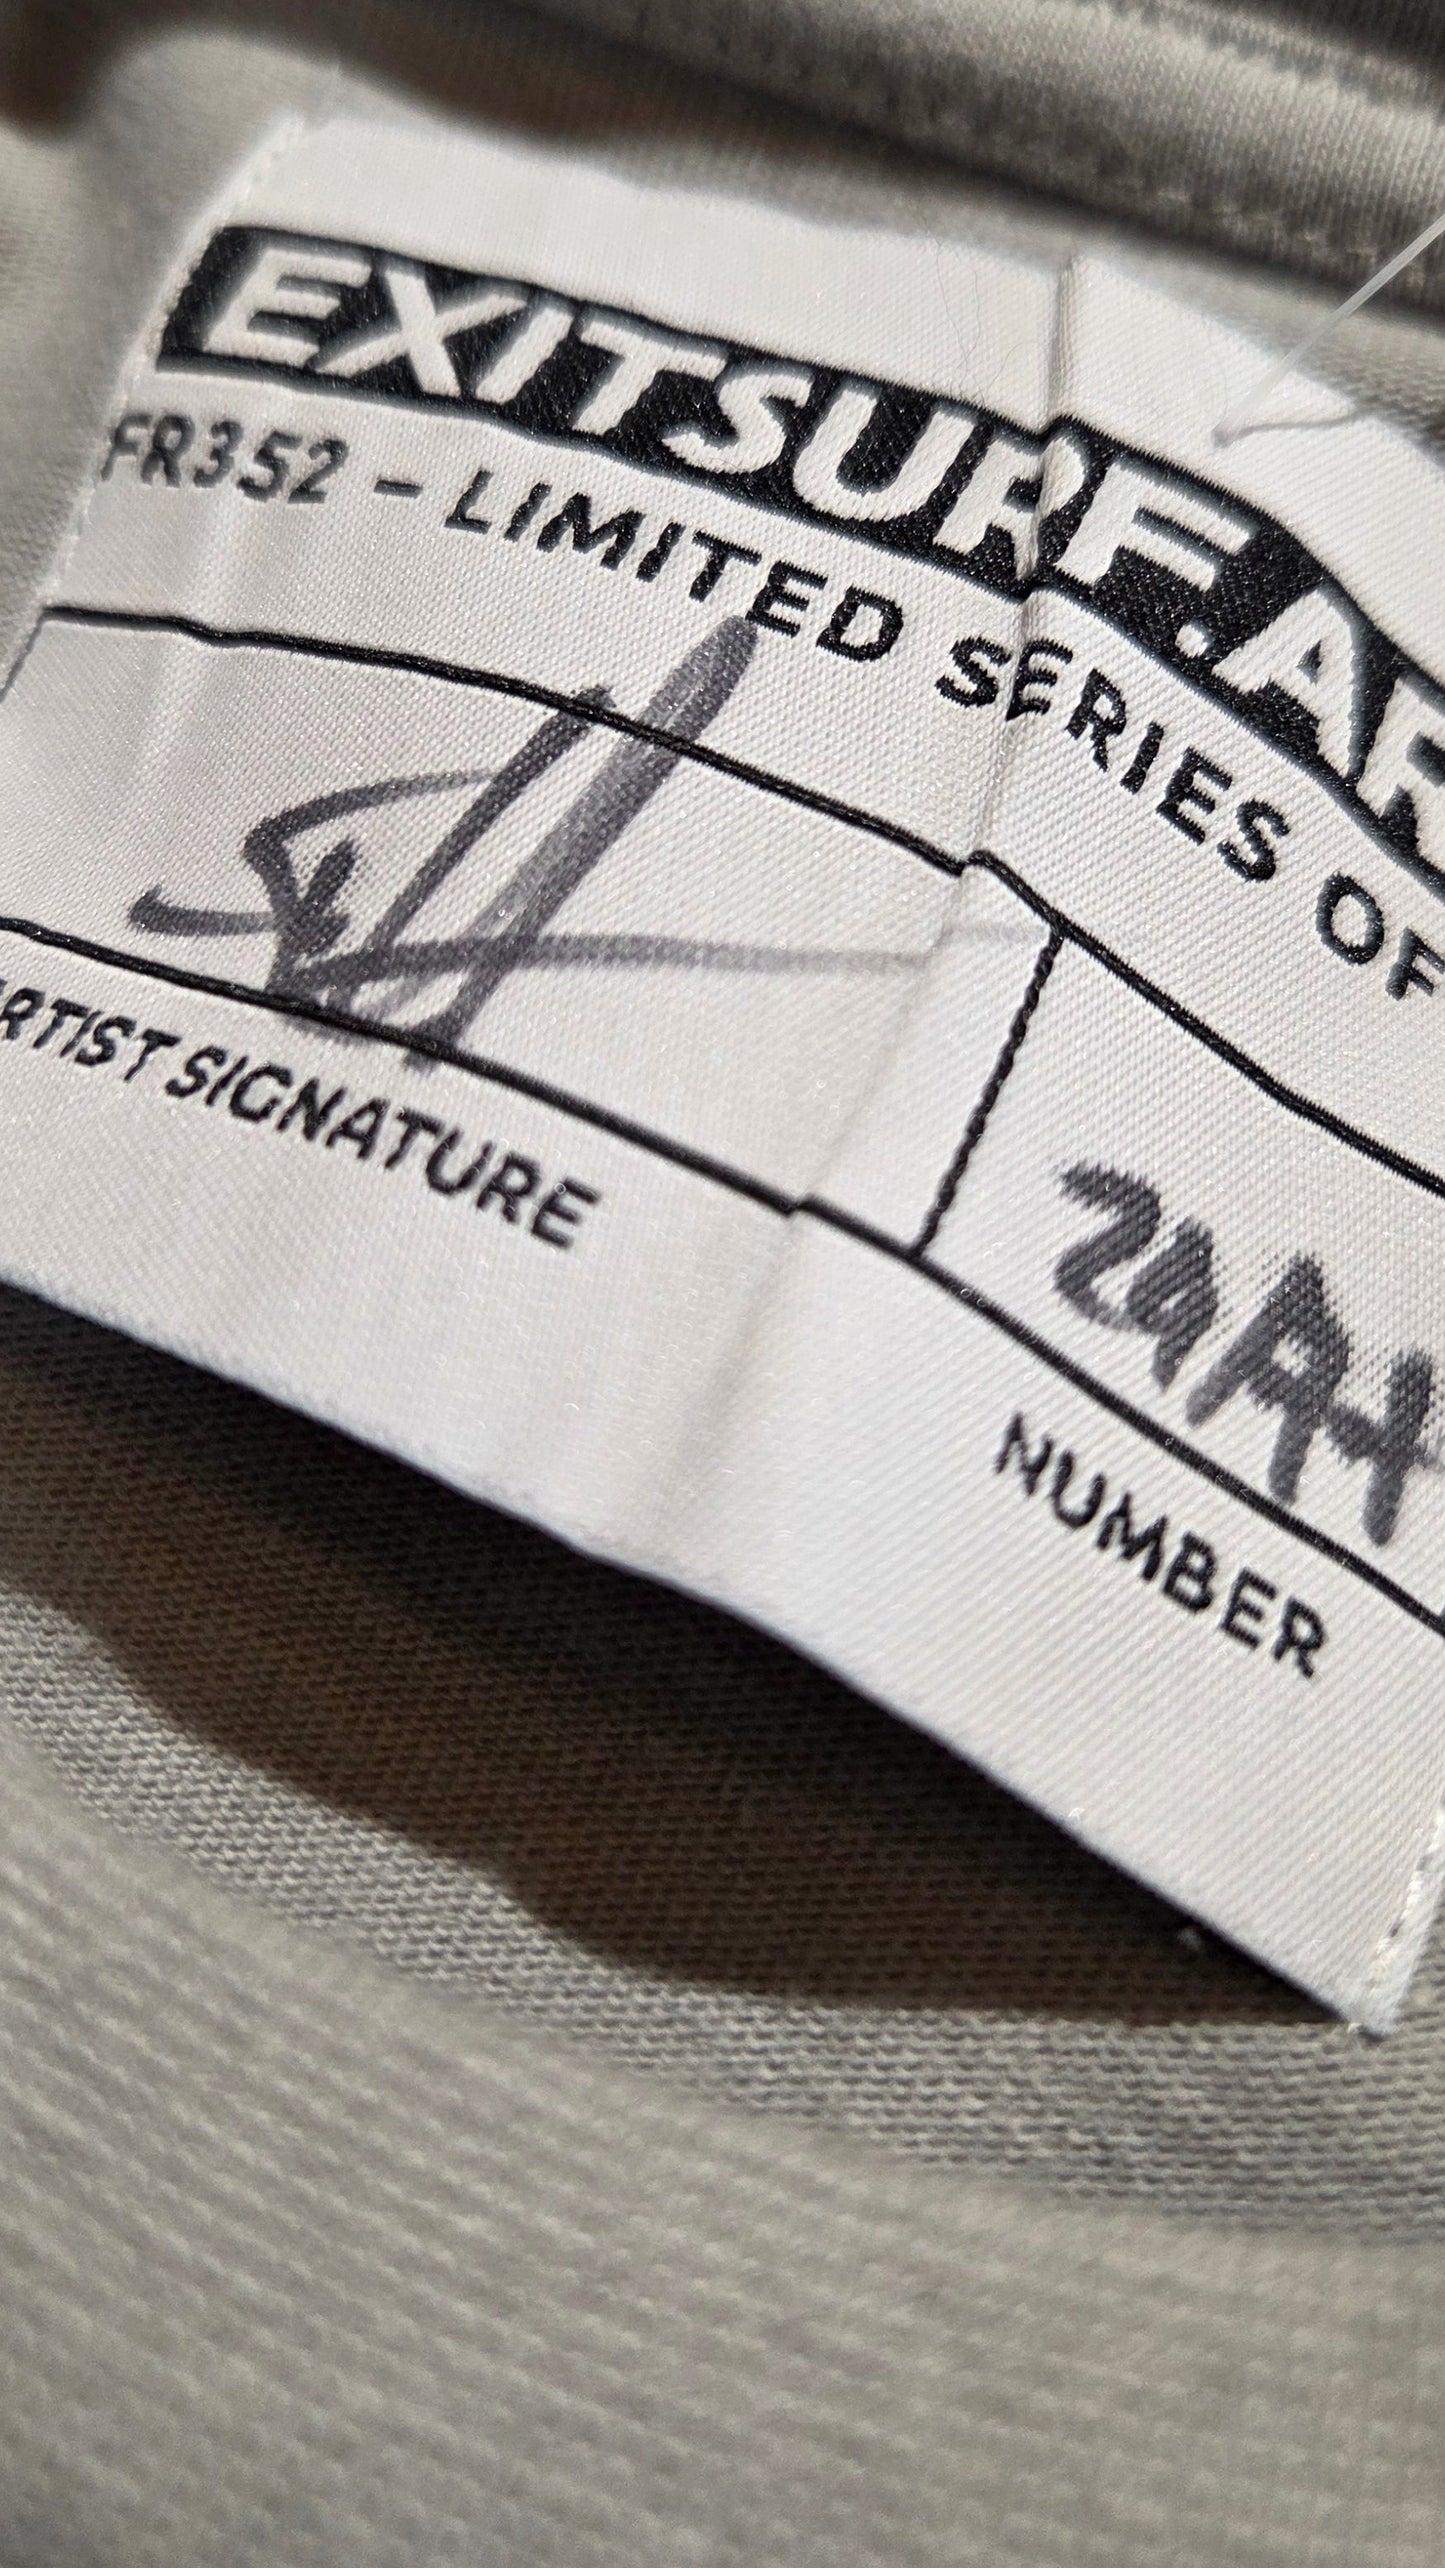 EXITSURF.AR
FR352 - LIMITED SERIES OF
ARTIST SIGNATURE
NUMBER